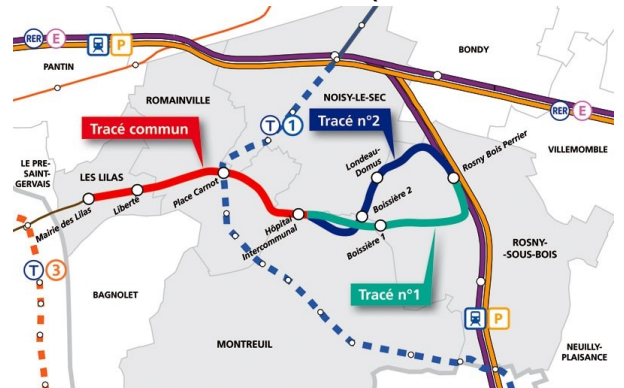 RER E
P
PANTIN
BONDY
ROMAINVILLE
NOISY-LE-SEC
RER E
Tracé commun
T 1
Tracé n°2
VILLEMOMBLE
LE PRE-
SAINT-
GERVAIS
LES LILAS
Londeau-
Domus
Rosny Bois Perrier
Mairie des Lilas
Liberté
Place Carnot
Hôpital
Intercommunal
Boissière 2
Boissière 1
ROSNY-
-SOUS-BOIS
T 3
BAGNOLET
Tracé n°1
P
MONTREUIL
NEUILLY-
PLAISANCE